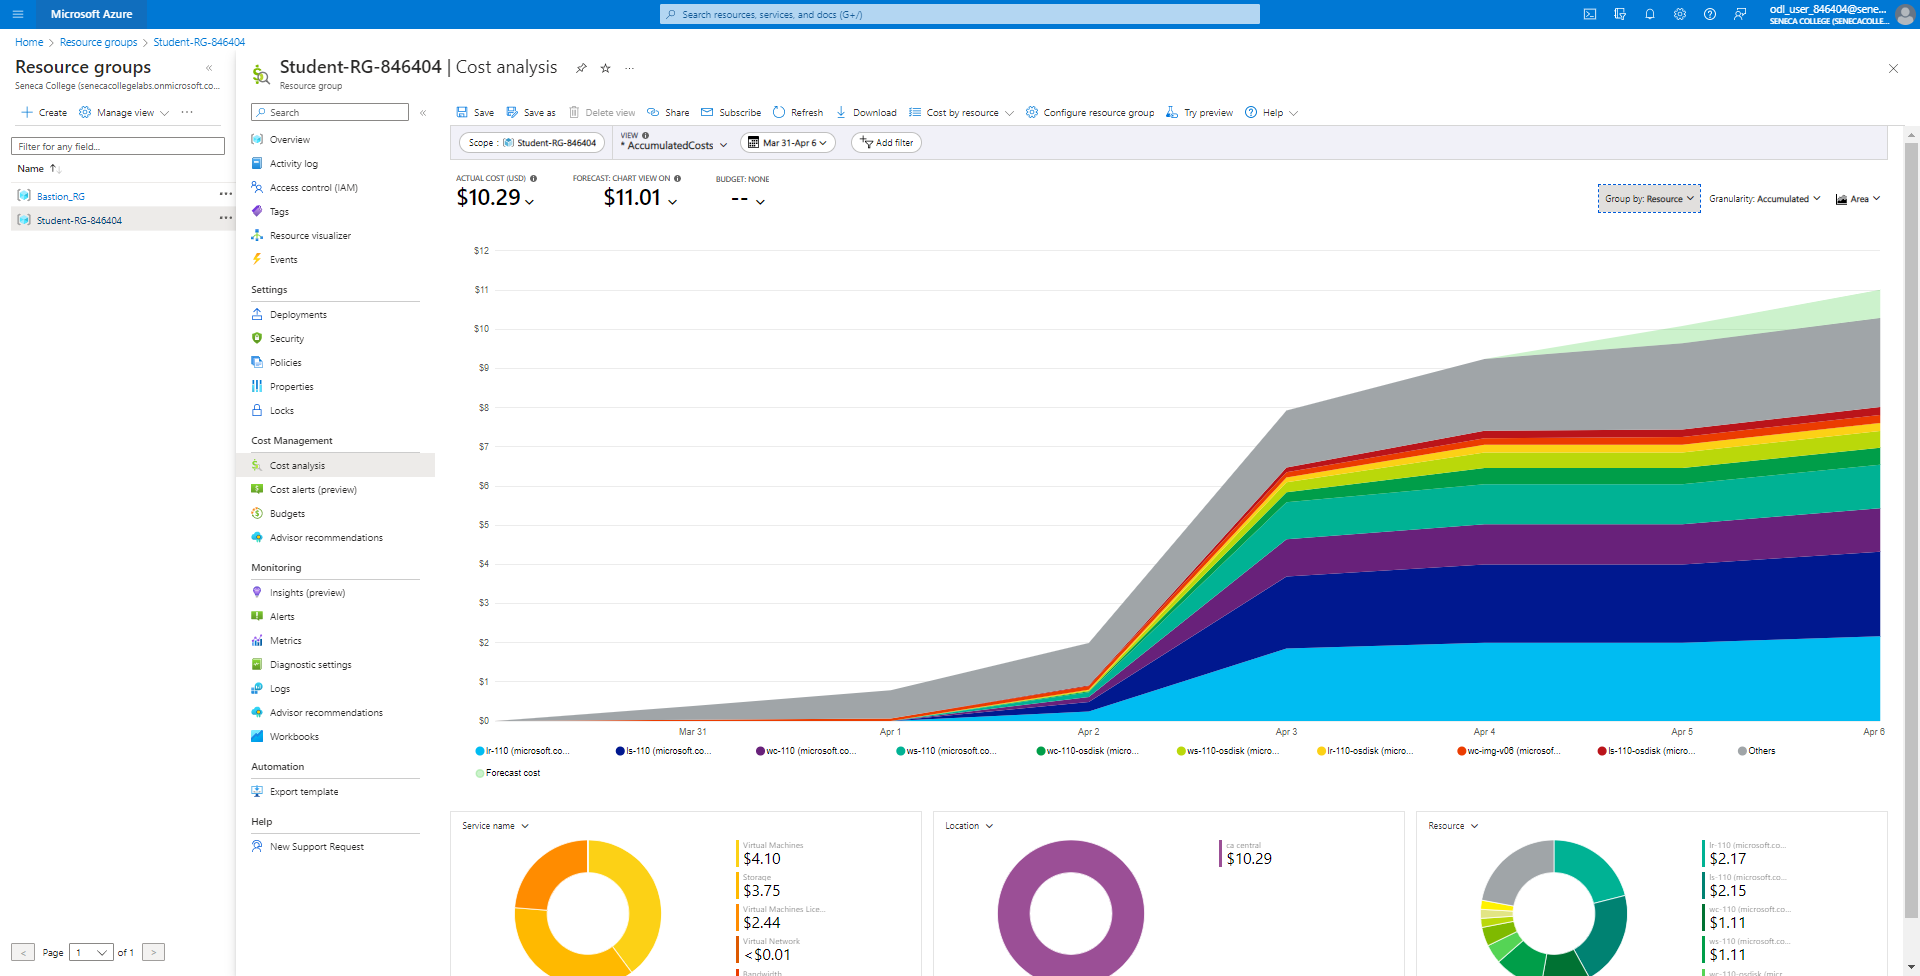 Microsoft Azure
Search resources, services, and docs (G+/)
odl_user_846404@sene...
SENECA COLLEGE (SENECACOLLE...
Home > Resource groups > Student-RG-846404
Resource groups
Seneca College (senecacollegelabs.onmicrosoft.co...
Create
Manage view
...
Filter for any field...
Name
Bastion_RG
Student-RG-846404
< Page 1 of 1 >
Student-RG-846404 | Cost analysis
Resource group
Search
Overview
Activity log
Access control (IAM)
Tags
Resource visualizer
Events
Settings
Deployments
Security
Policies
Properties
Locks
Cost Management
Cost analysis
Cost alerts (preview)
Budgets
Advisor recommendations
Monitoring
Insights (preview)
Alerts
Metrics
Diagnostic settings
Logs
Advisor recommendations
Workbooks
Automation
Export template
Help
New Support Request
Save Save as Delete view Share Subscribe Refresh Download Cost by resource Configure resource group Try preview Help
Scope : Student-RG-846404
VIEW
* AccumulatedCosts
Mar 31-Apr 6
Add filter
ACTUAL COST (USD)
$10.29
FORECAST: CHART VIEW ON
$11.01
BUDGET: NONE
--
Group by: Resource
Granularity: Accumulated
Area
$12
$11
$10
$9
$8
$7
$6
$5
$4
$3
$2
$1
$0
Mar 31 Apr 1 Apr 2 Apr 3 Apr 4 Apr 5 Apr 6
lr-110 (microsoft.co... ls-110 (microsoft.co... wc-110 (microsoft.co... ws-110 (microsoft.co... wc-110-osdisk (micro... ws-110-osdisk (micro... lr-110-osdisk (micro... wc-img-v06 (microsof... ls-110-osdisk (micro... Others
Forecast cost
Service name
Virtual Machines
$4.10
Storage
$3.75
Virtual Machines Lice...
$2.44
Virtual Network
<$0.01
Bandwidth
Location
ca central
$10.29
Resource
lr-110 (microsoft.co...
$2.17
ls-110 (microsoft.co...
$2.15
wc-110 (microsoft.co...
$1.11
ws-110 (microsoft.co...
$1.11
wc-110-osdisk (micr...